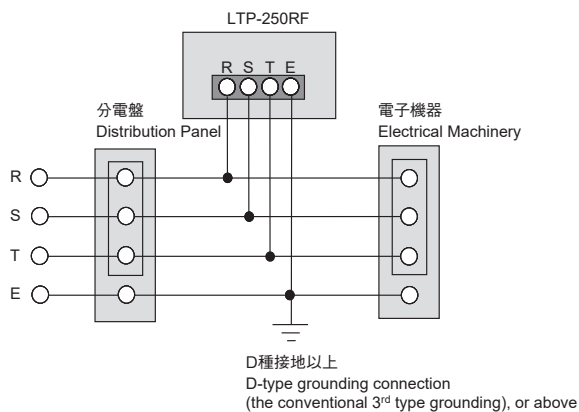 LTP-250RF
R S T E
分電盤
Distribution Panel
電子機器
Electrical Machinery
R
S
T
E
D種接地以上
D-type grounding connection
(the conventional 3rd type grounding), or above